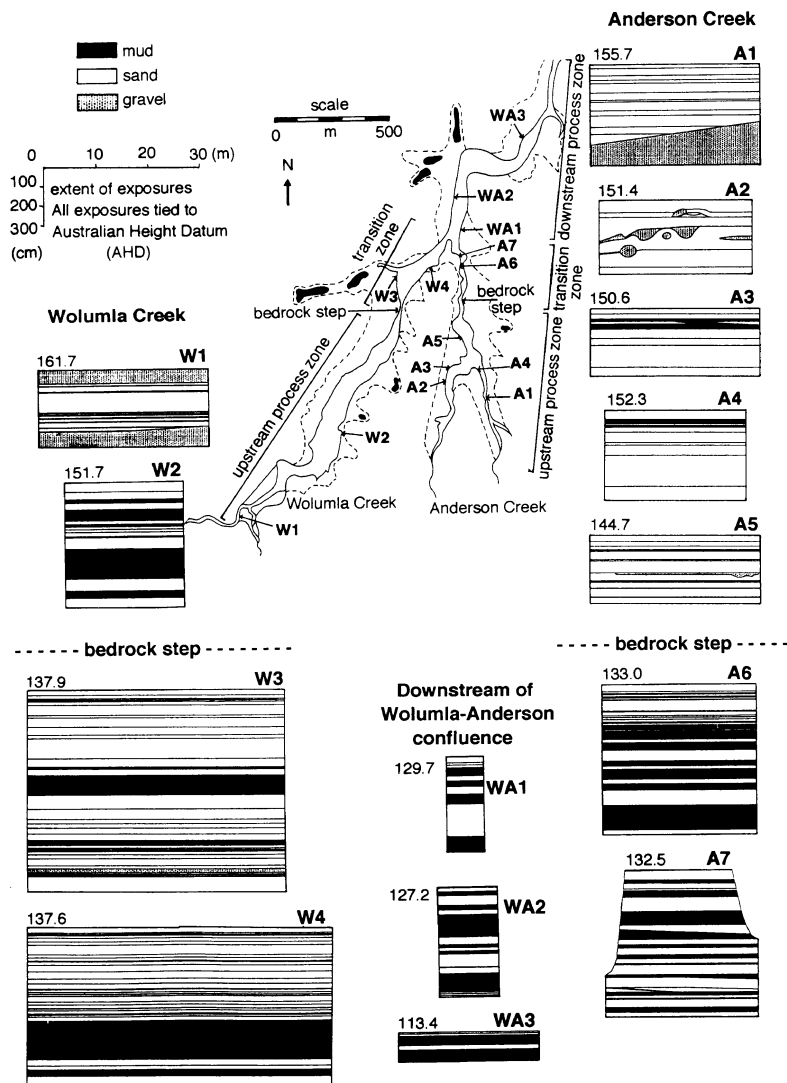 Anderson Creek
mud
sand
gravel
scale
0 m 500
N
0 10 20 30 (m)
100
200
300
(cm)
extent of exposures
All exposures tied to
Australian Height Datum
(AHD)
155.7 A1
151.4 A2
150.6 A3
152.3 A4
144.7 A5
WA3
WA2
WA1
A7
A6
bedrock
step
W4
W3
bedrock step
A5
A3
A4
A2
A1
W2
W1
transition
zone
upstream process zone
downstream process zone
transition
zone
upstream process zone
Wolumla Creek
Anderson Creek
Wolumla Creek
161.7 W1
151.7 W2
bedrock step
bedrock step
137.9 W3
137.6 W4
Downstream of
Wolumla-Anderson
confluence
129.7
WA1
127.2
WA2
113.4 WA3
133.0 A6
132.5 A7